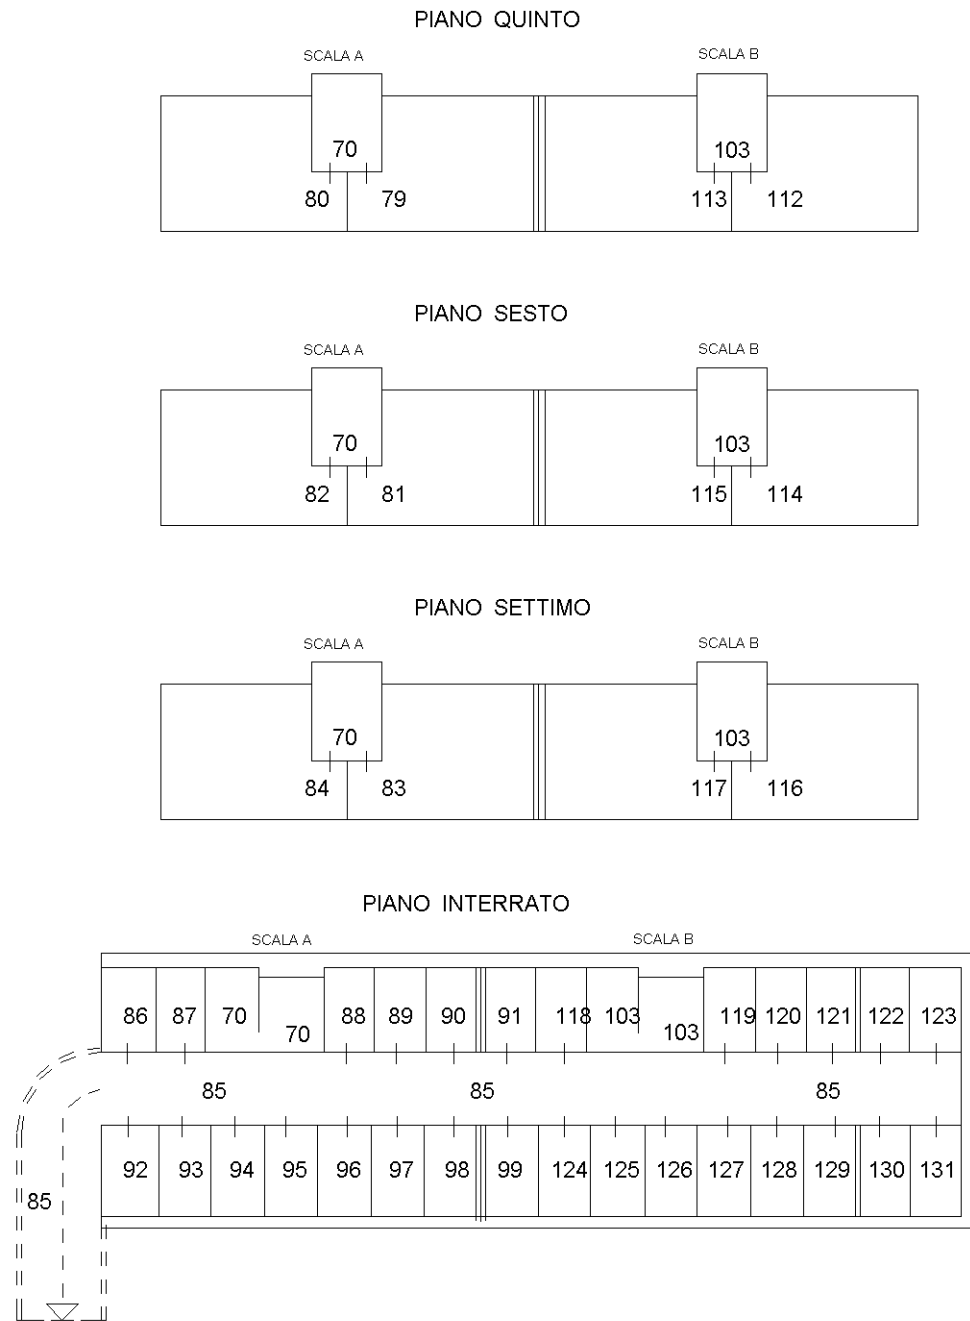 PIANO QUINTO
SCALA A SCALA B
70 103
80 79 113 112
PIANO SESTO
SCALA A SCALA B
70 103
82 81 115 114
PIANO SETTIMO
SCALA A SCALA B
70 103
84 83 117 116
PIANO INTERRATO
SCALA A SCALA B
86 87 70 88 89 90 91 118 103 119 120 121 122 123
70 103
85 85 85
92 93 94 95 96 97 98 99 124 125 126 127 128 129 130 131
85